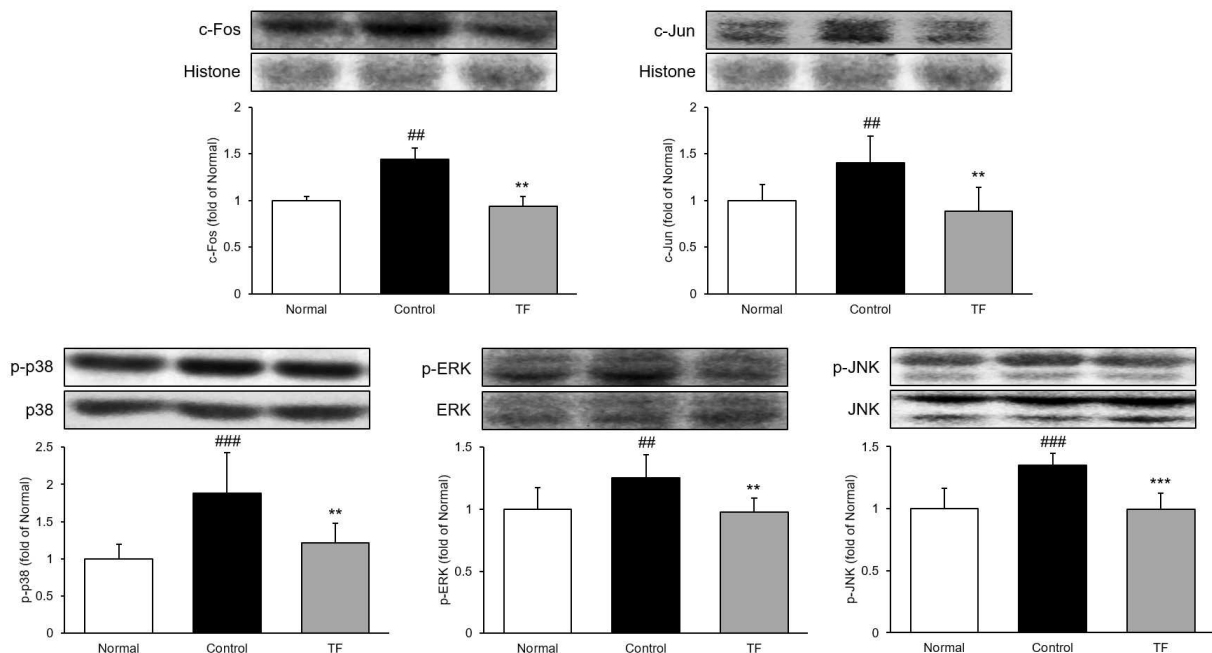 c-Fos
Histone
2
1.5
1
0.5
0
c-Fos (fold of Normal)
##
**
Normal Control TF
c-Jun
Histone
2
1.5
1
0.5
0
c-Jun (fold of Normal)
##
**
Normal Control TF
p-p38
p38
2.5
2
1.5
1
0.5
0
p-p38 (fold of Normal)
###
**
Normal Control TF
p-ERK
ERK
1.5
1
0.5
0
p-ERK (fold of Normal)
##
**
Normal Control TF
p-JNK
JNK
1.5
1
0.5
0
p-JNK (fold of Normal)
###
***
Normal Control TF